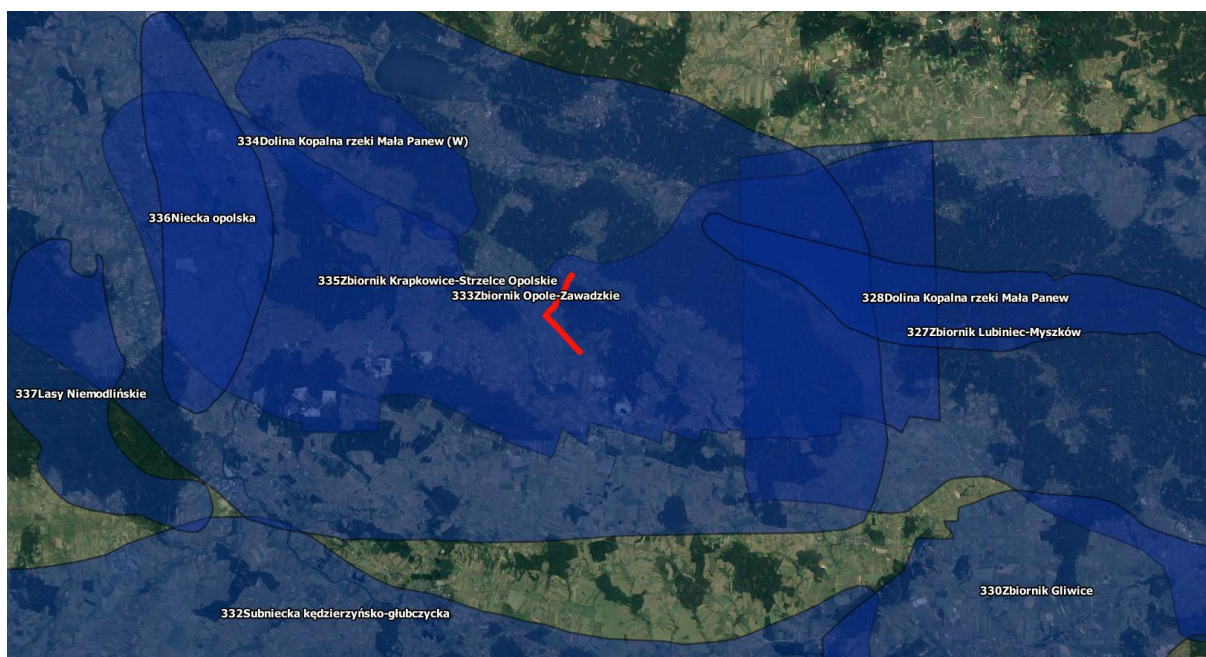 334Dolina Kopalna rzeki Mała Panew (W)
336Niecka opolska
335Zbiornik Krapkowice-Strzelce Opolskie
333Zbiornik Opole-Zawadzkie
328Dolina Kopalna rzeki Mała Panew
327Zbiornik Lubiniec-Myszków
337Lasy Niemodlińskie
330Zbiornik Gliwice
332Subniecka kędzierzyńsko-głubczycka